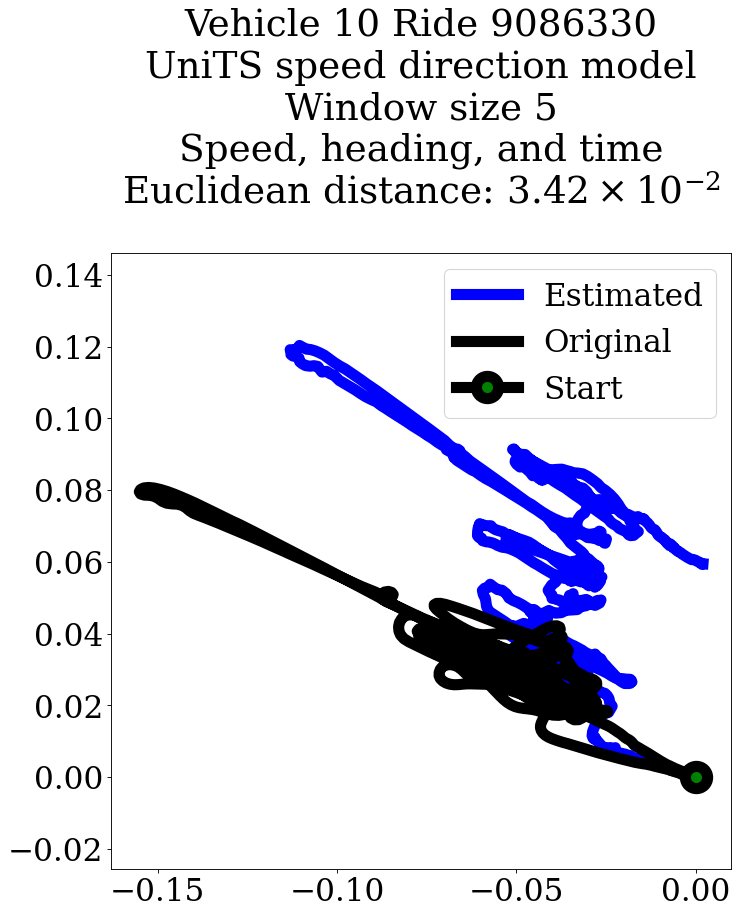 Vehicle 10 Ride 9086330
UniTS speed direction model
Window size 5
Speed, heading, and time
Euclidean distance: 3.42 × 10⁻²
Estimated
Original
Start
0.14
0.12
0.10
0.08
0.06
0.04
0.02
0.00
−0.02
−0.15 −0.10 −0.05 0.00